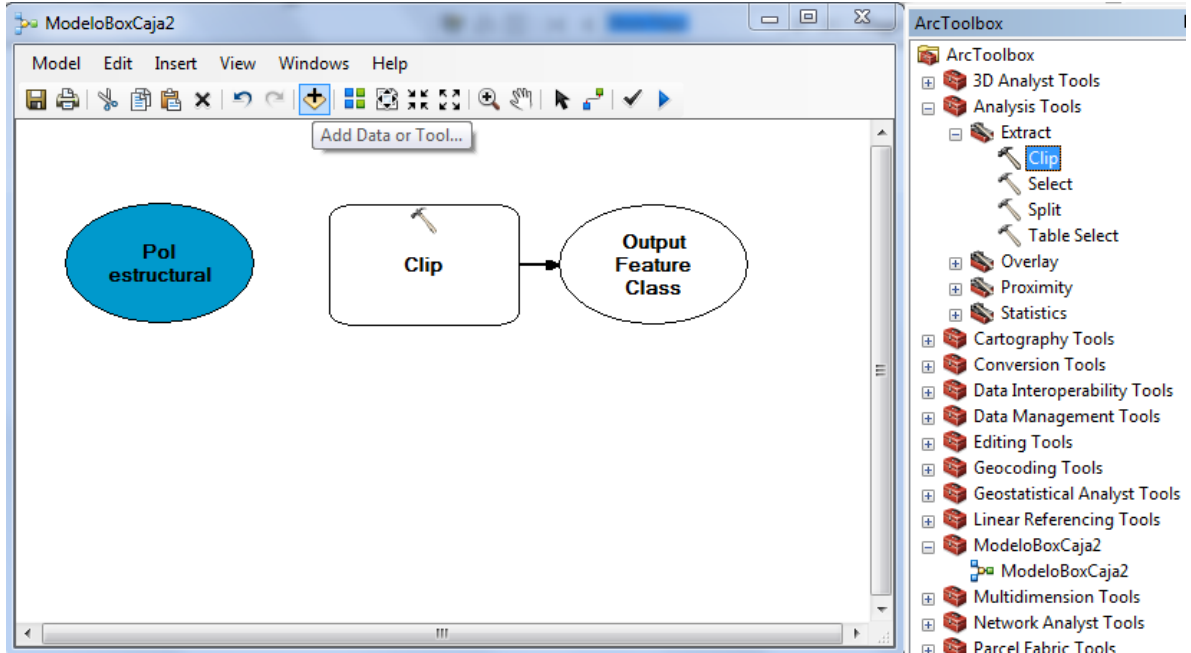 ModeloBoxCaja2
Model Edit Insert View Windows Help
Add Data or Tool...
Pol
estructural
Clip
Output
Feature
Class
ArcToolbox
ArcToolbox
3D Analyst Tools
Analysis Tools
Extract
Clip
Select
Split
Table Select
Overlay
Proximity
Statistics
Cartography Tools
Conversion Tools
Data Interoperability Tools
Data Management Tools
Editing Tools
Geocoding Tools
Geostatistical Analyst Tools
Linear Referencing Tools
ModeloBoxCaja2
ModeloBoxCaja2
Multidimension Tools
Network Analyst Tools
Parcel Fabric Tools